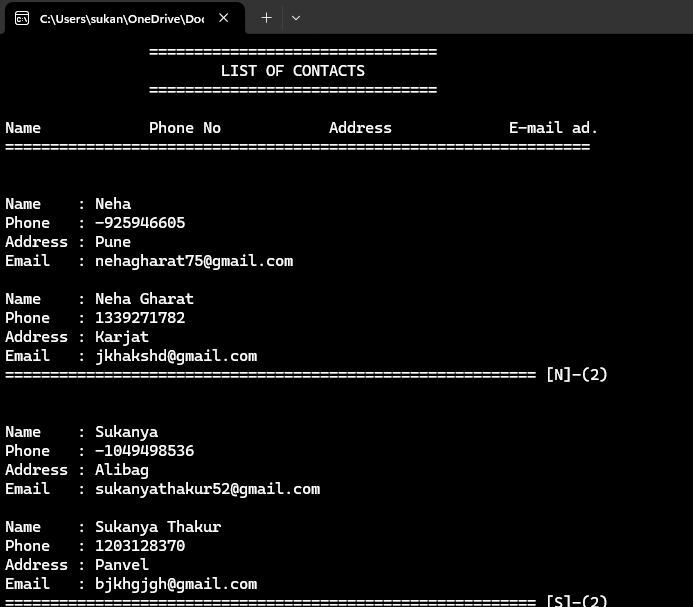 C:\Users\sukan\OneDrive\Doc
================================
LIST OF CONTACTS
================================
Name Phone No Address E-mail ad.
=================================================================
Name : Neha
Phone : -925946605
Address : Pune
Email : nehagharat75@gmail.com
Name : Neha Gharat
Phone : 1339271782
Address : Karjat
Email : jkhakshd@gmail.com
=========================================================== [N]-(2)
Name : Sukanya
Phone : -1049498536
Address : Alibag
Email : sukanyathakur52@gmail.com
Name : Sukanya Thakur
Phone : 1203128370
Address : Panvel
Email : bjkhgjgh@gmail.com
=========================================================== [S]-(2)